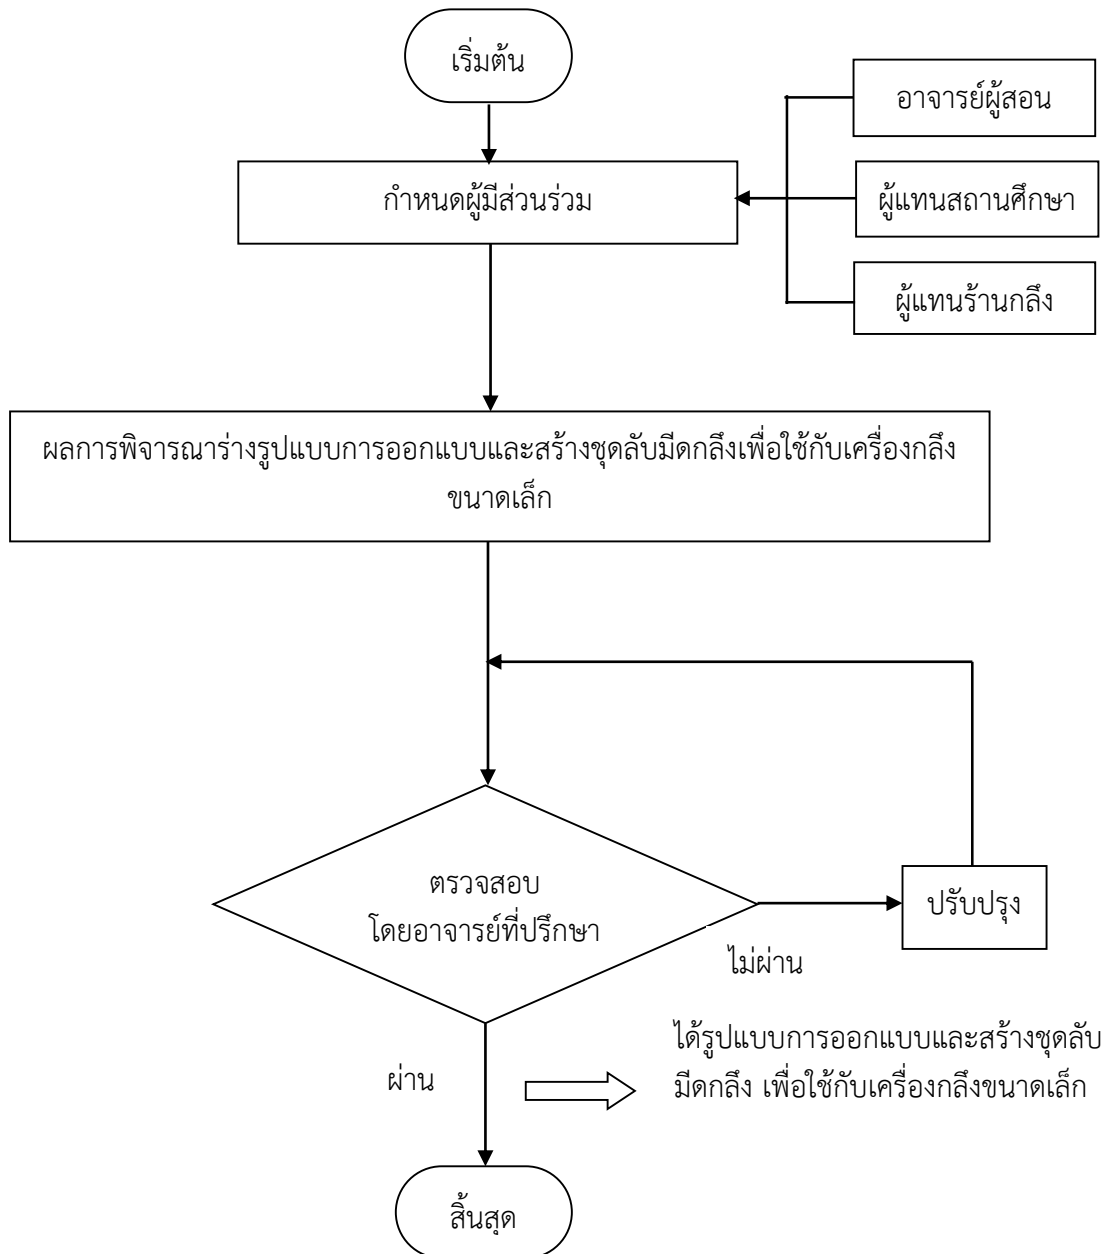 เริ่มต้น
อาจารย์ผู้สอน
กำหนดผู้มีส่วนร่วม
ผู้แทนสถานศึกษา
ผู้แทนร้านกลึง
ผลการพิจารณาร่างรูปแบบการออกแบบและสร้างชุดลับมีดกลึงเพื่อใช้กับเครื่องกลึง
ขนาดเล็ก
ตรวจสอบ
โดยอาจารย์ที่ปรึกษา
ปรับปรุง
ไม่ผ่าน
ได้รูปแบบการออกแบบและสร้างชุดลับ
มีดกลึง เพื่อใช้กับเครื่องกลึงขนาดเล็ก
ผ่าน
สิ้นสุด